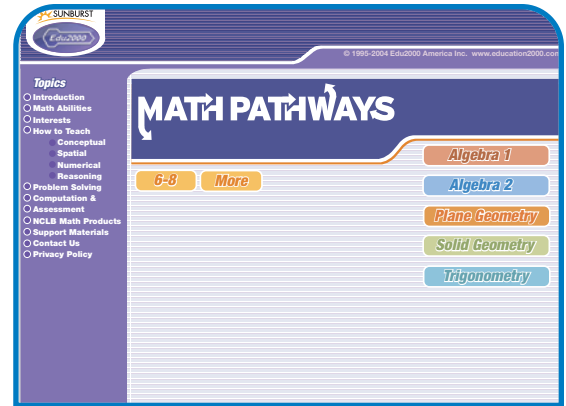 SUNBURST
Edu2000
© 1995-2004 Edu2000 America Inc. www.education2000.com
Topics
Introduction
Math Abilities
Interests
How to Teach
Conceptual
Spatial
Numerical
Reasoning
Problem Solving
Computation &
Assessment
NCLB Math Products
Support Materials
Contact Us
Privacy Policy
MATH PATHWAYS
6-8 More
Algebra 1
Algebra 2
Plane Geometry
Solid Geometry
Trigonometry